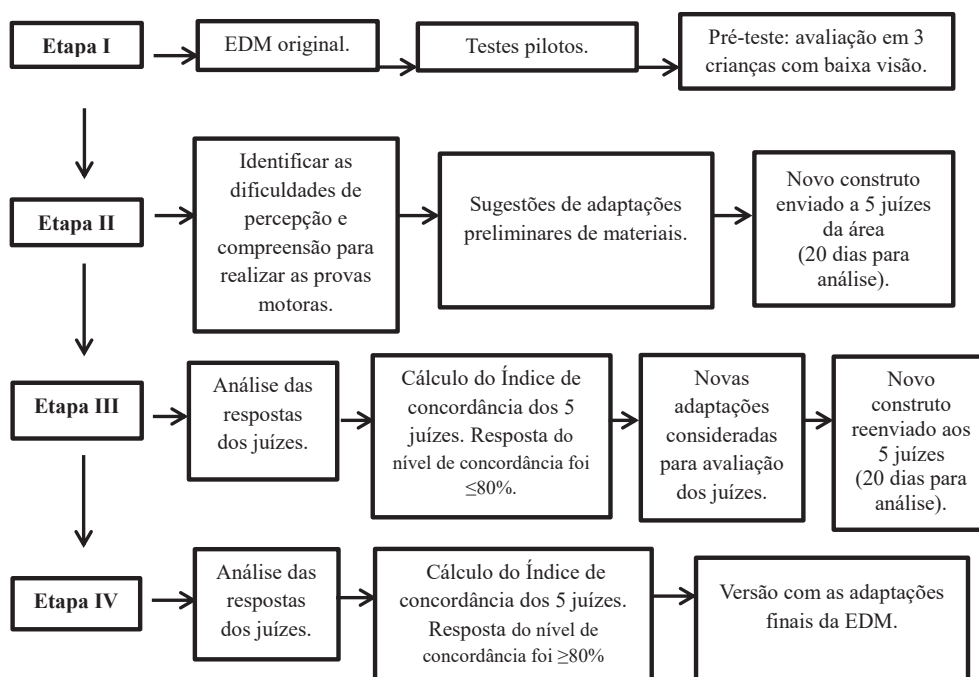 Etapa I
EDM original.
Testes pilotos.
Pré-teste: avaliação em 3
crianças com baixa visão.
Etapa II
Identificar as
dificuldades de
percepção e
compreensão para
realizar as provas
motoras.
Sugestões de adaptações
preliminares de materiais.
Novo construto
enviado a 5 juízes
da área
(20 dias para
análise).
Etapa III
Análise das
respostas
dos juízes.
Cálculo do Índice de
concordância dos 5
juízes. Resposta do
nível de concordância foi
≤80%.
Novas
adaptações
consideradas
para avaliação
dos juízes.
Novo
construto
reenviado aos
5 juízes
(20 dias para
análise).
Etapa IV
Análise das
respostas
dos juízes.
Cálculo do Índice de
concordância dos 5 juízes.
Resposta do nível de
concordância foi ≥80%
Versão com as adaptações
finais da EDM.